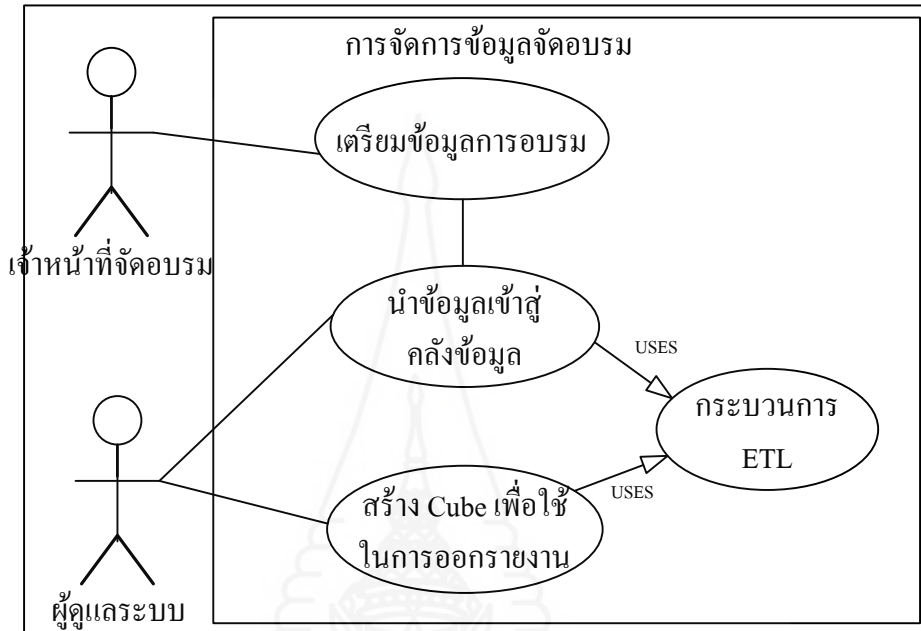 การจัดการข้อมูลจัดอบรม
เตรียมข้อมูลการอบรม
เจ้าหน้าที่จัดอบรม
นำข้อมูลเข้าสู่
คลังข้อมูล
USES
กระบวนการ
ETL
USES
สร้าง Cube เพื่อใช้
ในการออกรายงาน
ผู้ดูแลระบบ